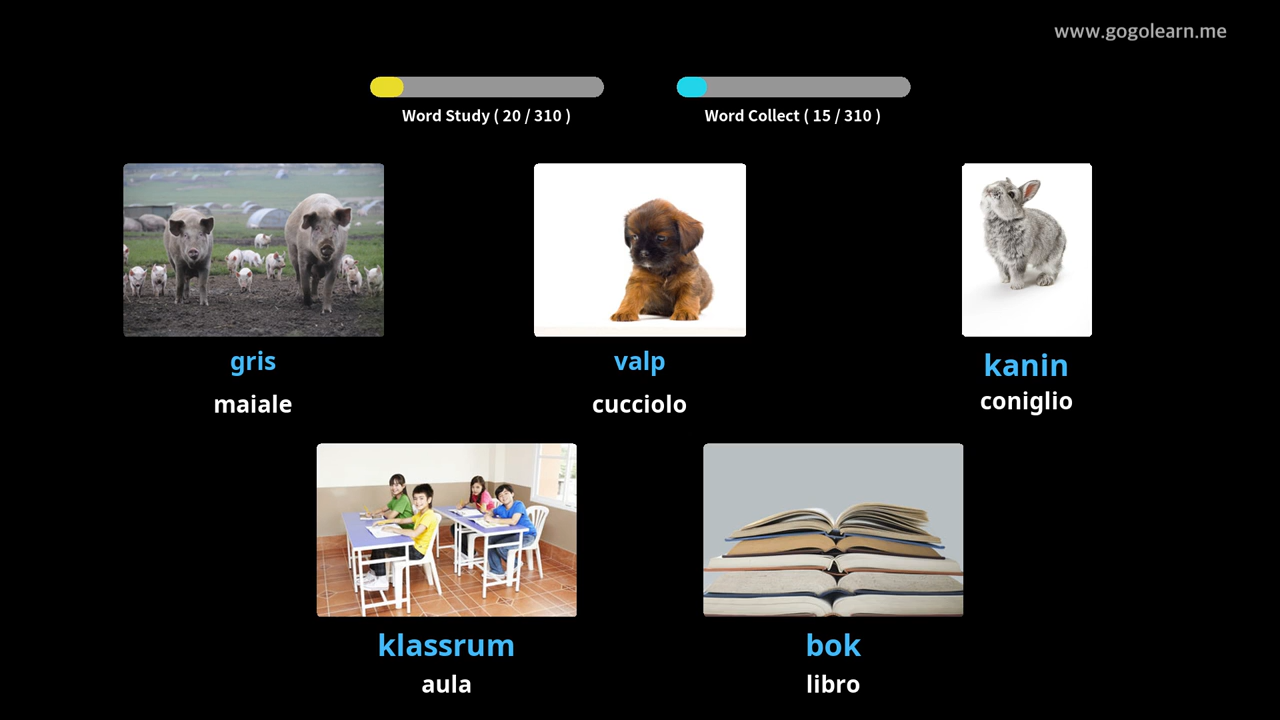 www.gogolearn.me
Word Study ( 20 / 310 )
Word Collect ( 15 / 310 )
gris
maiale
valp
cucciolo
kanin
coniglio
klassrum
aula
bok
libro